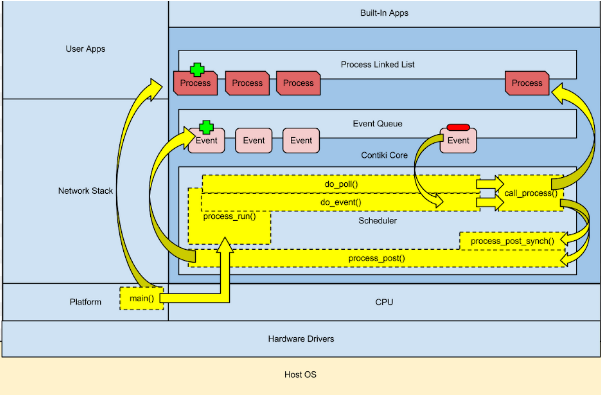 Built-In Apps
User Apps
Process Linked List
Process
Process
Process
Process
Event Queue
Event
Event
Event
Event
Contiki Core
Network Stack
do_poll()
call_process()
do_event()
process_run()
Scheduler
process_post_synch()
process_post()
Platform
main()
CPU
Hardware Drivers
Host OS